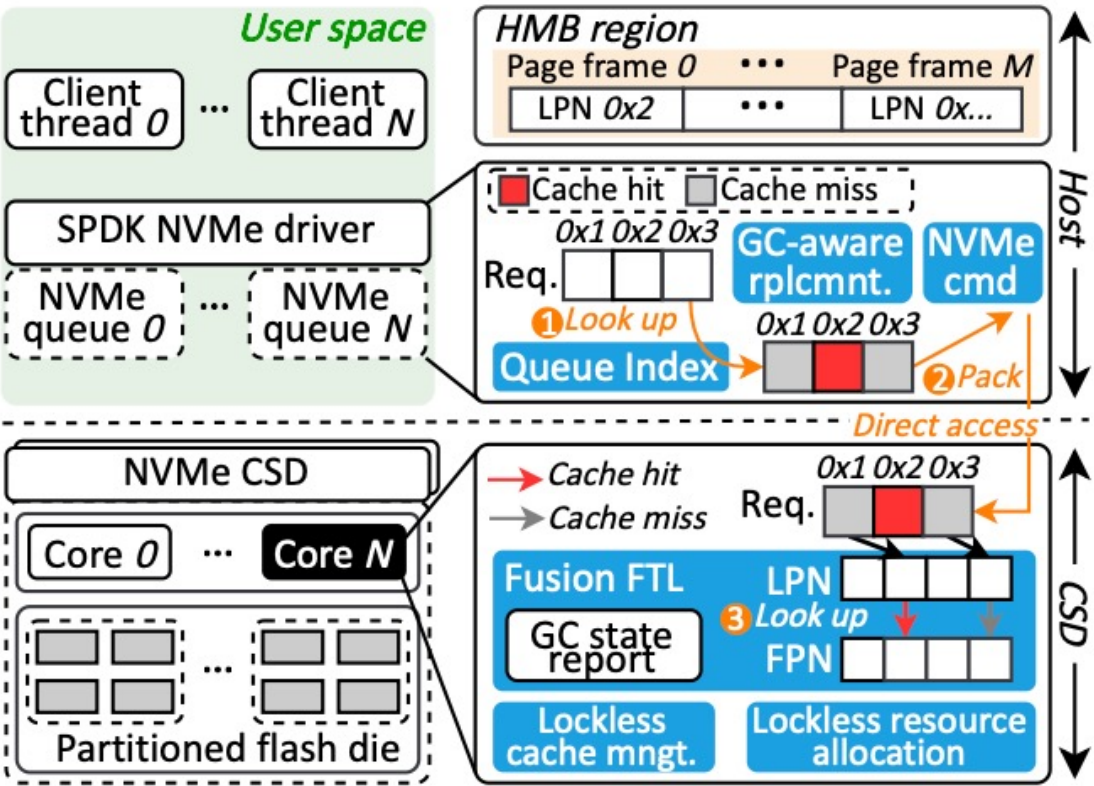 User space
Client
thread 0
...
Client
thread N
SPDK NVMe driver
NVMe
queue 0
...
NVMe
queue N
HMB region
Page frame 0 ... Page frame M
LPN 0x2 ... LPN 0x...
Cache hit Cache miss
0x1 0x2 0x3
Req.
GC-aware
rplcmnt.
NVMe
cmd
1 Look up
Queue Index
0x1 0x2 0x3
2 Pack
Host
Direct access
NVMe CSD
Core 0 ... Core N
...
Partitioned flash die
Cache hit
Cache miss
0x1 0x2 0x3
Req.
Fusion FTL
GC state
report
LPN
3 Look up
FPN
Lockless
cache mngt.
Lockless resource
allocation
CSD